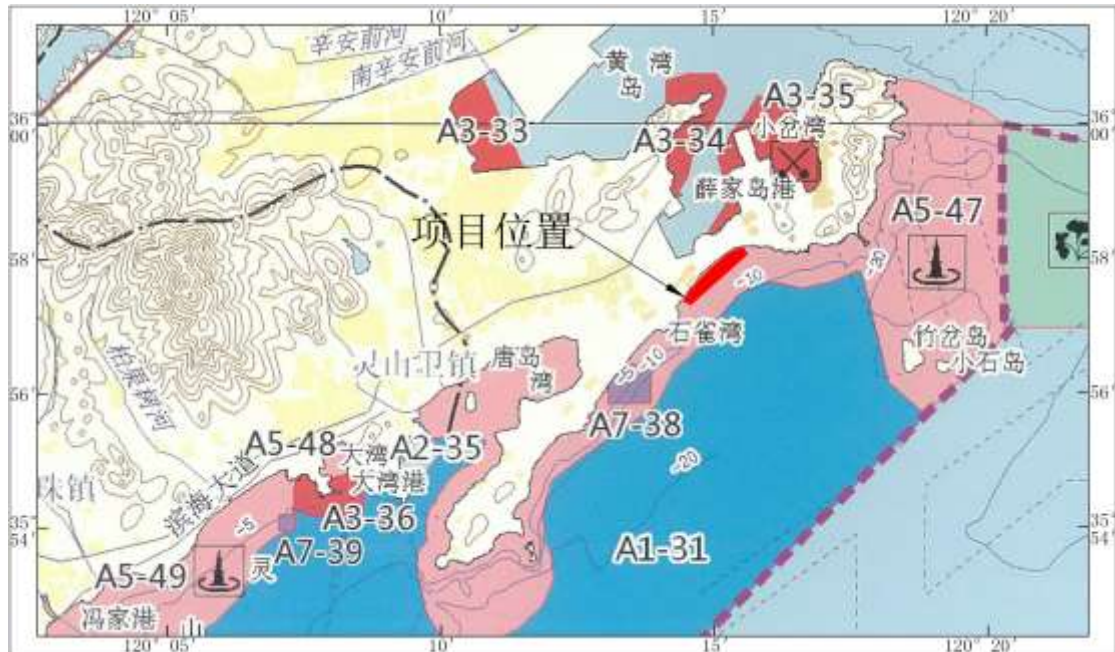 120° 05′
10′
15′
120° 20′
辛安前河
南辛安前河
黄湾岛
36°
00′
A3-33
A3-34
A3-35
小岔湾
36°
00′
薛家岛港
项目位置
A5-47
58′
58′
-30
-10
石雀湾
竹岔岛
小石岛
柏果树河
灵山卫镇
唐岛湾
-5
-10
56′
56′
A7-38
A5-48
A2-35
大湾
大湾港
滨海大道
珠镇
-20
A3-36
-5
35°
54′
35°
54′
A7-39
A1-31
A5-49
灵
山
冯家港
120° 05′
10′
15′
120° 20′